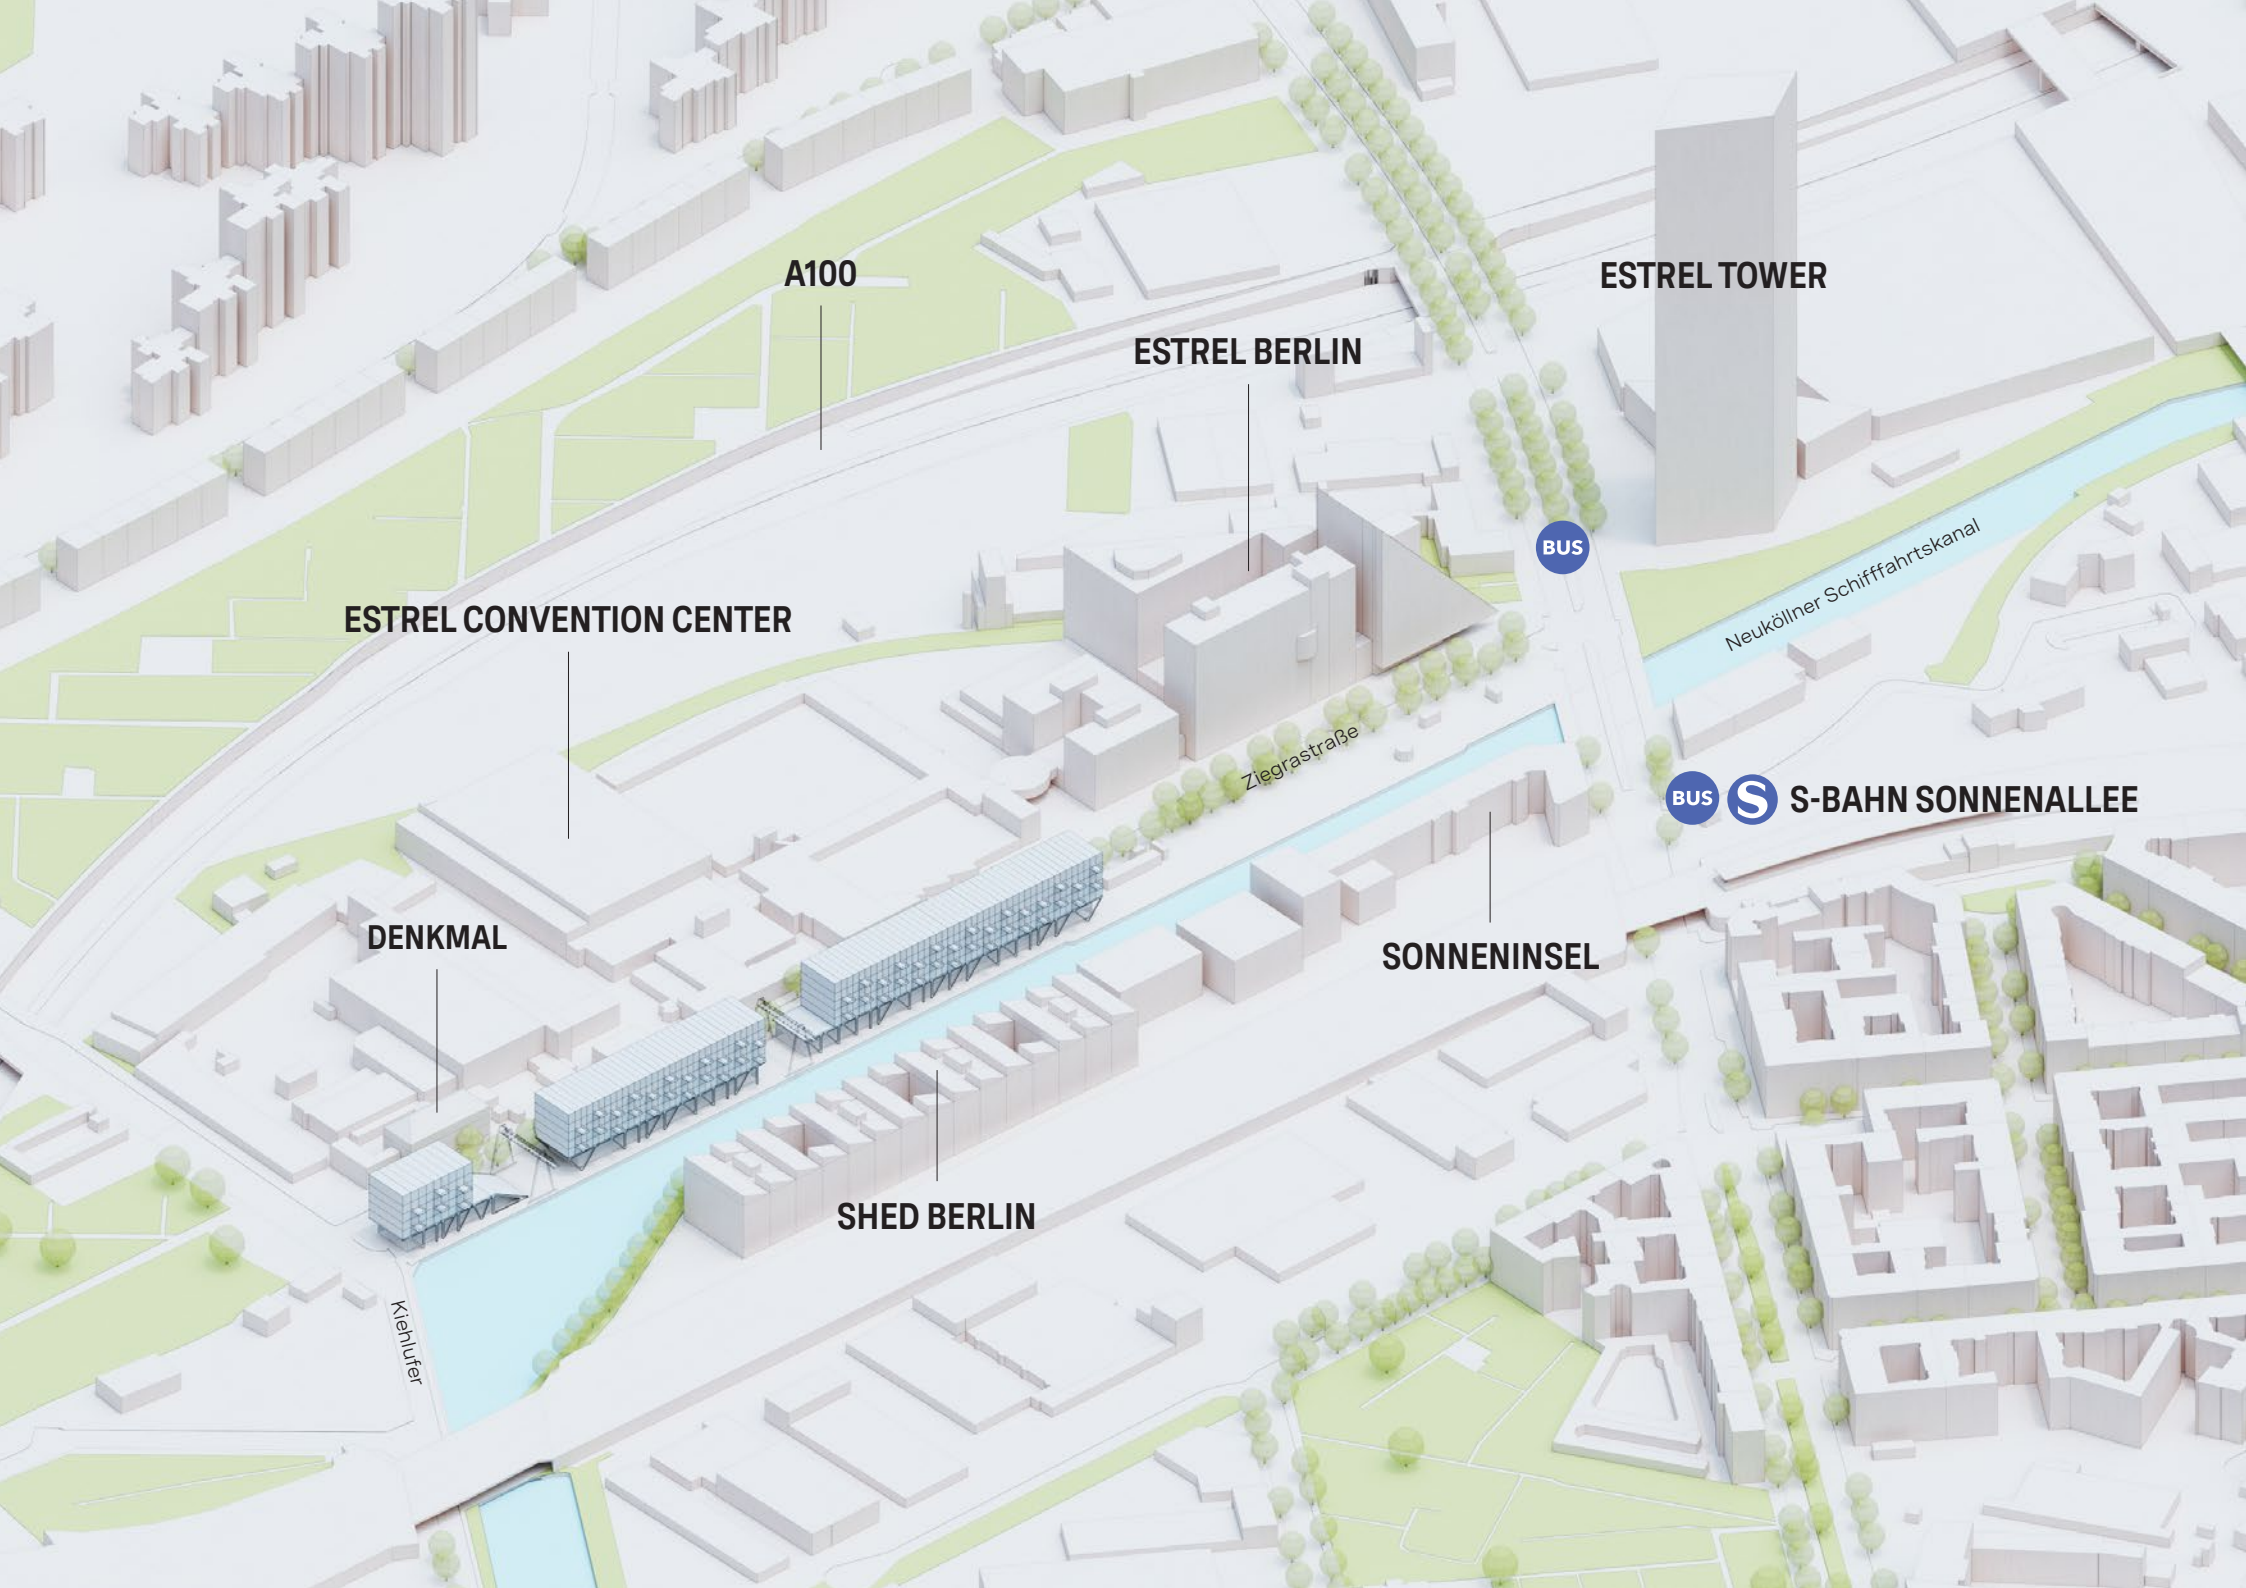 A100
ESTREL TOWER
ESTREL BERLIN
BUS
Neuköllner Schifffahrtskanal
ESTREL CONVENTION CENTER
Ziegrastraße
BUS S S-BAHN SONNENALLEE
DENKMAL
SONNENINSEL
SHED BERLIN
Kiehlufer